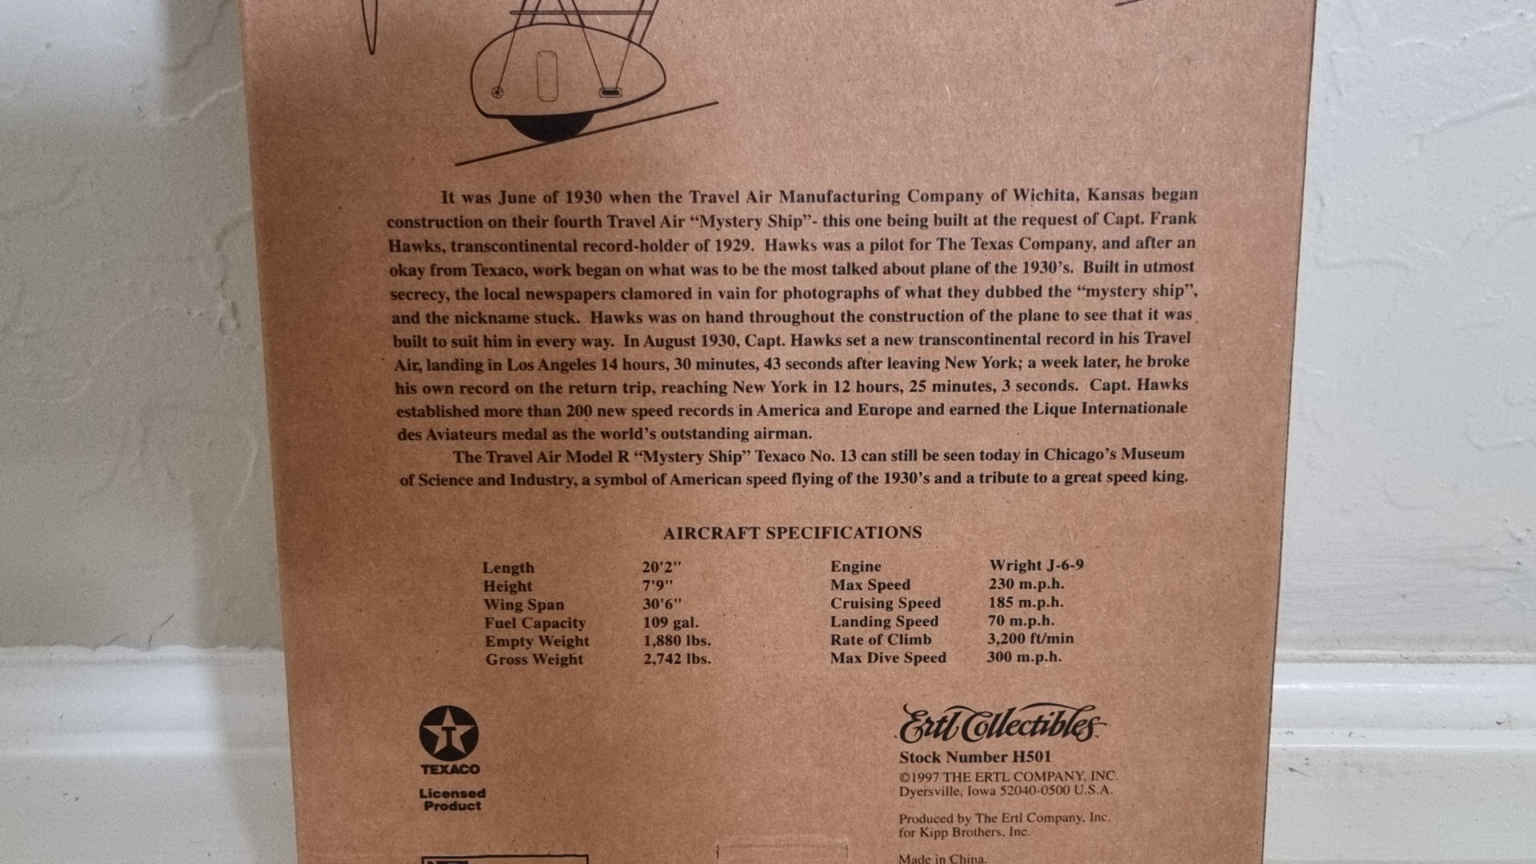 It was June of 1930 when the Travel Air Manufacturing Company of Wichita, Kansas began
construction on their fourth Travel Air “Mystery Ship”- this one being built at the request of Capt. Frank
Hawks, transcontinental record-holder of 1929. Hawks was a pilot for The Texas Company, and after an
okay from Texaco, work began on what was to be the most talked about plane of the 1930’s. Built in utmost
secrecy, the local newspapers clamored in vain for photographs of what they dubbed the “mystery ship”,
and the nickname stuck. Hawks was on hand throughout the construction of the plane to see that it was
built to suit him in every way. In August 1930, Capt. Hawks set a new transcontinental record in his Travel
Air, landing in Los Angeles 14 hours, 30 minutes, 43 seconds after leaving New York; a week later, he broke
his own record on the return trip, reaching New York in 12 hours, 25 minutes, 3 seconds. Capt. Hawks
established more than 200 new speed records in America and Europe and earned the Lique Internationale
des Aviateurs medal as the world’s outstanding airman.
The Travel Air Model R “Mystery Ship” Texaco No. 13 can still be seen today in Chicago’s Museum
of Science and Industry, a symbol of American speed flying of the 1930’s and a tribute to a great speed king.
AIRCRAFT SPECIFICATIONS
Length 20'2"
Height 7'9"
Wing Span 30'6"
Fuel Capacity 109 gal.
Empty Weight 1,880 lbs.
Gross Weight 2,742 lbs.
Engine Wright J-6-9
Max Speed 230 m.p.h.
Cruising Speed 185 m.p.h.
Landing Speed 70 m.p.h.
Rate of Climb 3,200 ft/min
Max Dive Speed 300 m.p.h.
T
TEXACO
Licensed
Product
Ertl Collectibles
Stock Number H501
©1997 THE ERTL COMPANY, INC.
Dyersville, Iowa 52040-0500 U.S.A.
Produced by The Ertl Company, Inc.
for Kipp Brothers, Inc.
Made in China.